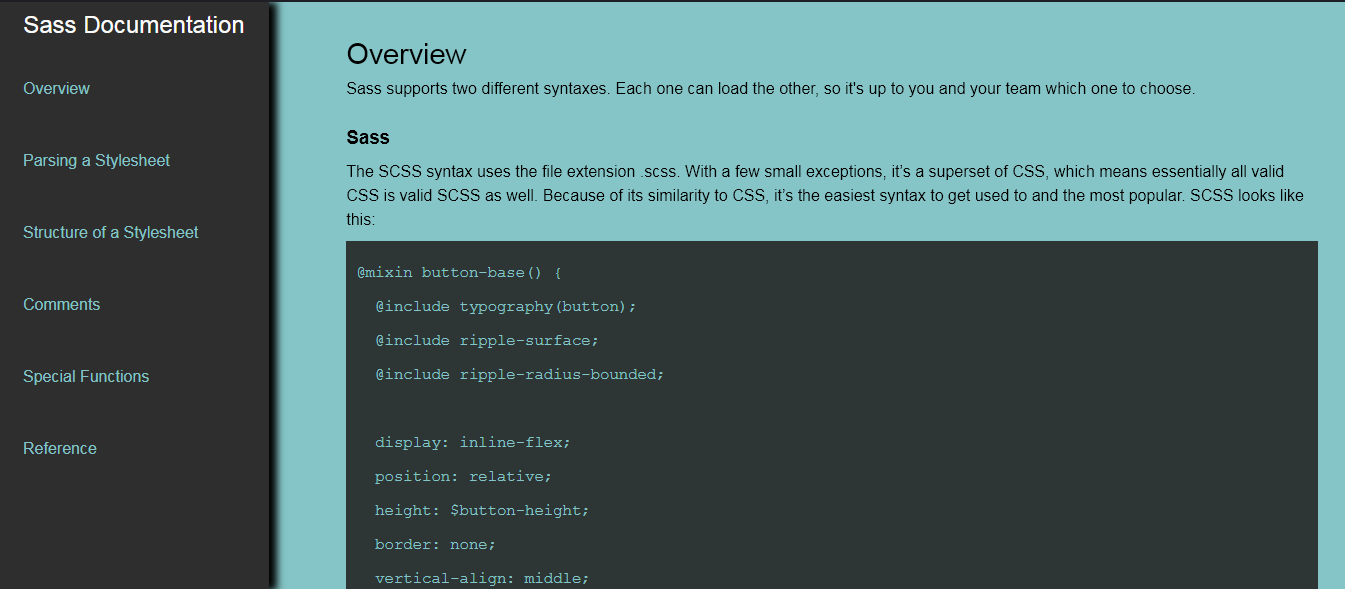 Sass Documentation
Overview
Parsing a Stylesheet
Structure of a Stylesheet
Comments
Special Functions
Reference
Overview
Sass supports two different syntaxes. Each one can load the other, so it's up to you and your team which one to choose.
Sass
The SCSS syntax uses the file extension .scss. With a few small exceptions, it’s a superset of CSS, which means essentially all valid
CSS is valid SCSS as well. Because of its similarity to CSS, it’s the easiest syntax to get used to and the most popular. SCSS looks like
this:
@mixin button-base() {
  @include typography(button);
  @include ripple-surface;
  @include ripple-radius-bounded;
  display: inline-flex;
  position: relative;
  height: $button-height;
  border: none;
  vertical-align: middle;